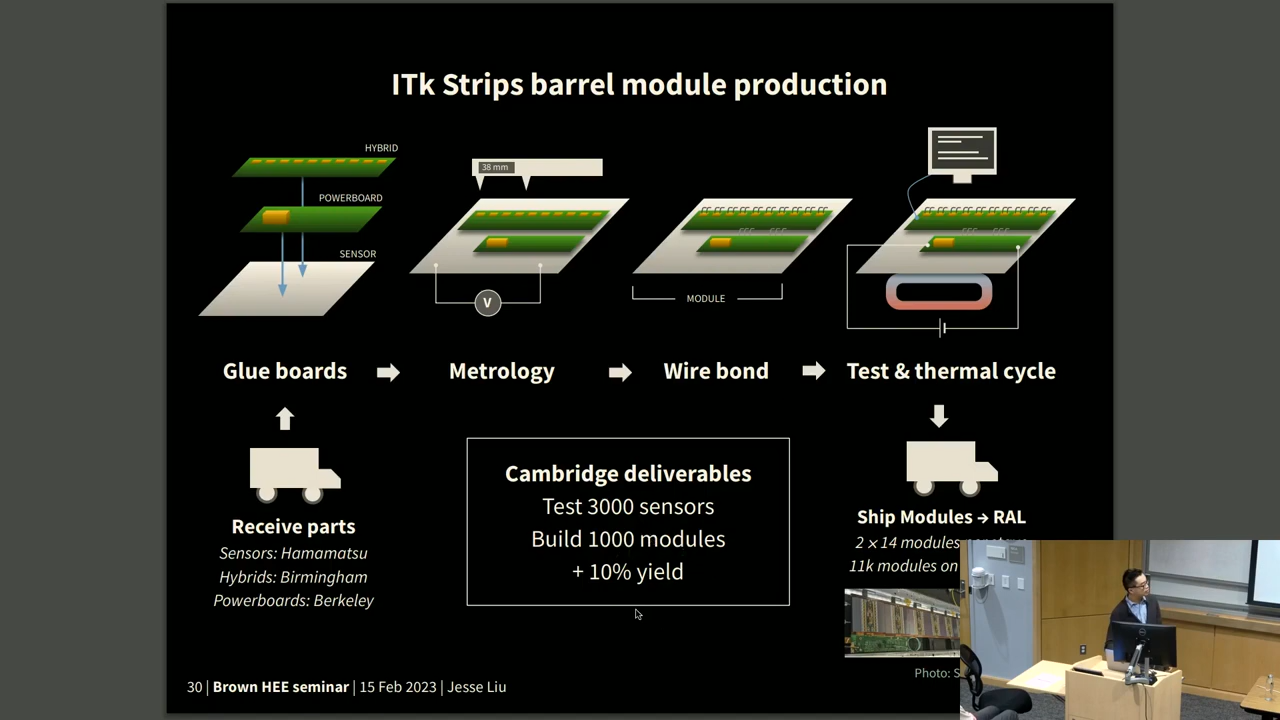 ITk Strips barrel module production
HYBRID
POWERBOARD
SENSOR
38 mm
V
MODULE
Glue boards
Metrology
Wire bond
Test & thermal cycle
Receive parts
Sensors: Hamamatsu
Hybrids: Birmingham
Powerboards: Berkeley
Cambridge deliverables
Test 3000 sensors
Build 1000 modules
+ 10% yield
Ship Modules → RAL
2 × 14 modules
11k modules on
Photo:
30 | Brown HEE seminar | 15 Feb 2023 | Jesse Liu